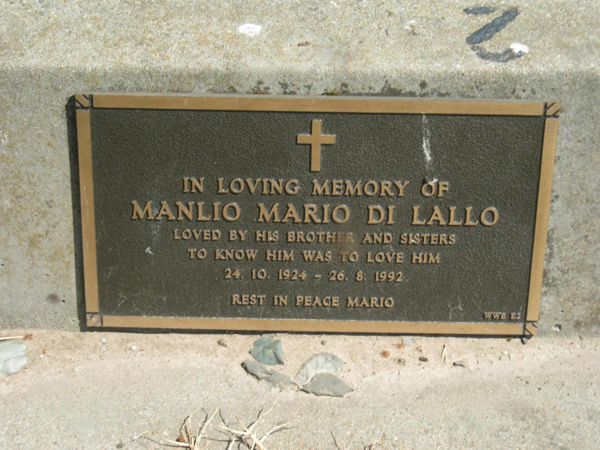 IN LOVING MEMORY OF
MANLIO MARIO DI LALLO
LOVED BY HIS BROTHER AND SISTERS
TO KNOW HIM WAS TO LOVE HIM
24. 10. 1924 - 26. 8. 1992
REST IN PEACE MARIO
WWB E2